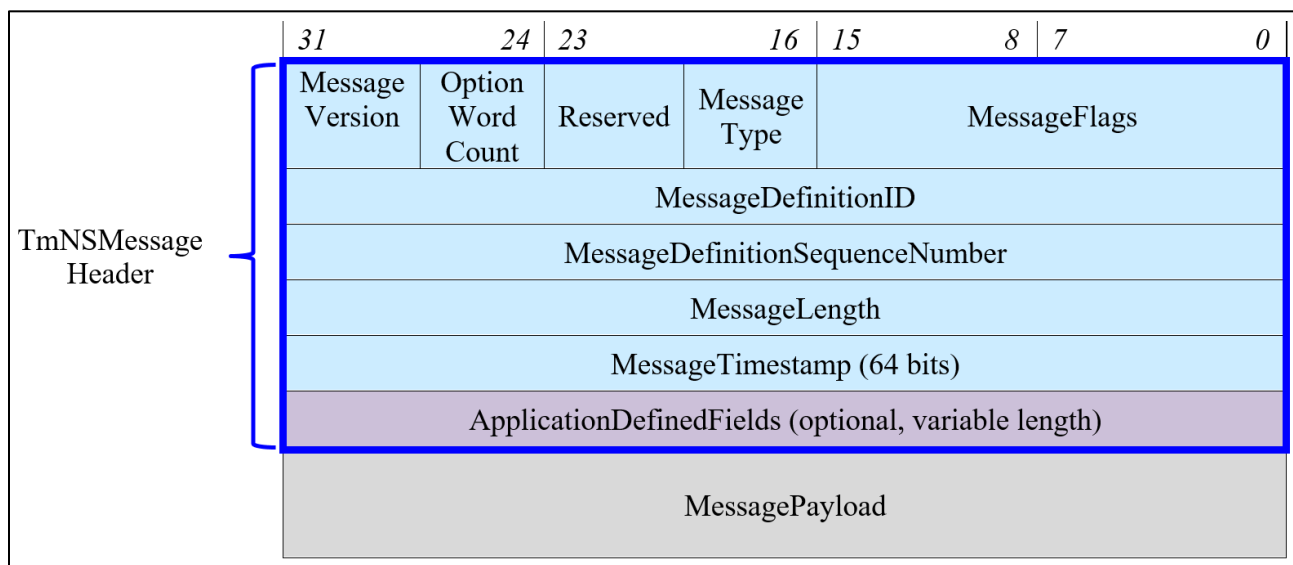 31 24 23 16 15 8 7 0
Message Version
Option Word Count
Reserved
Message Type
MessageFlags
MessageDefinitionID
TmNSMessage Header
MessageDefinitionSequenceNumber
MessageLength
MessageTimestamp (64 bits)
ApplicationDefinedFields (optional, variable length)
MessagePayload